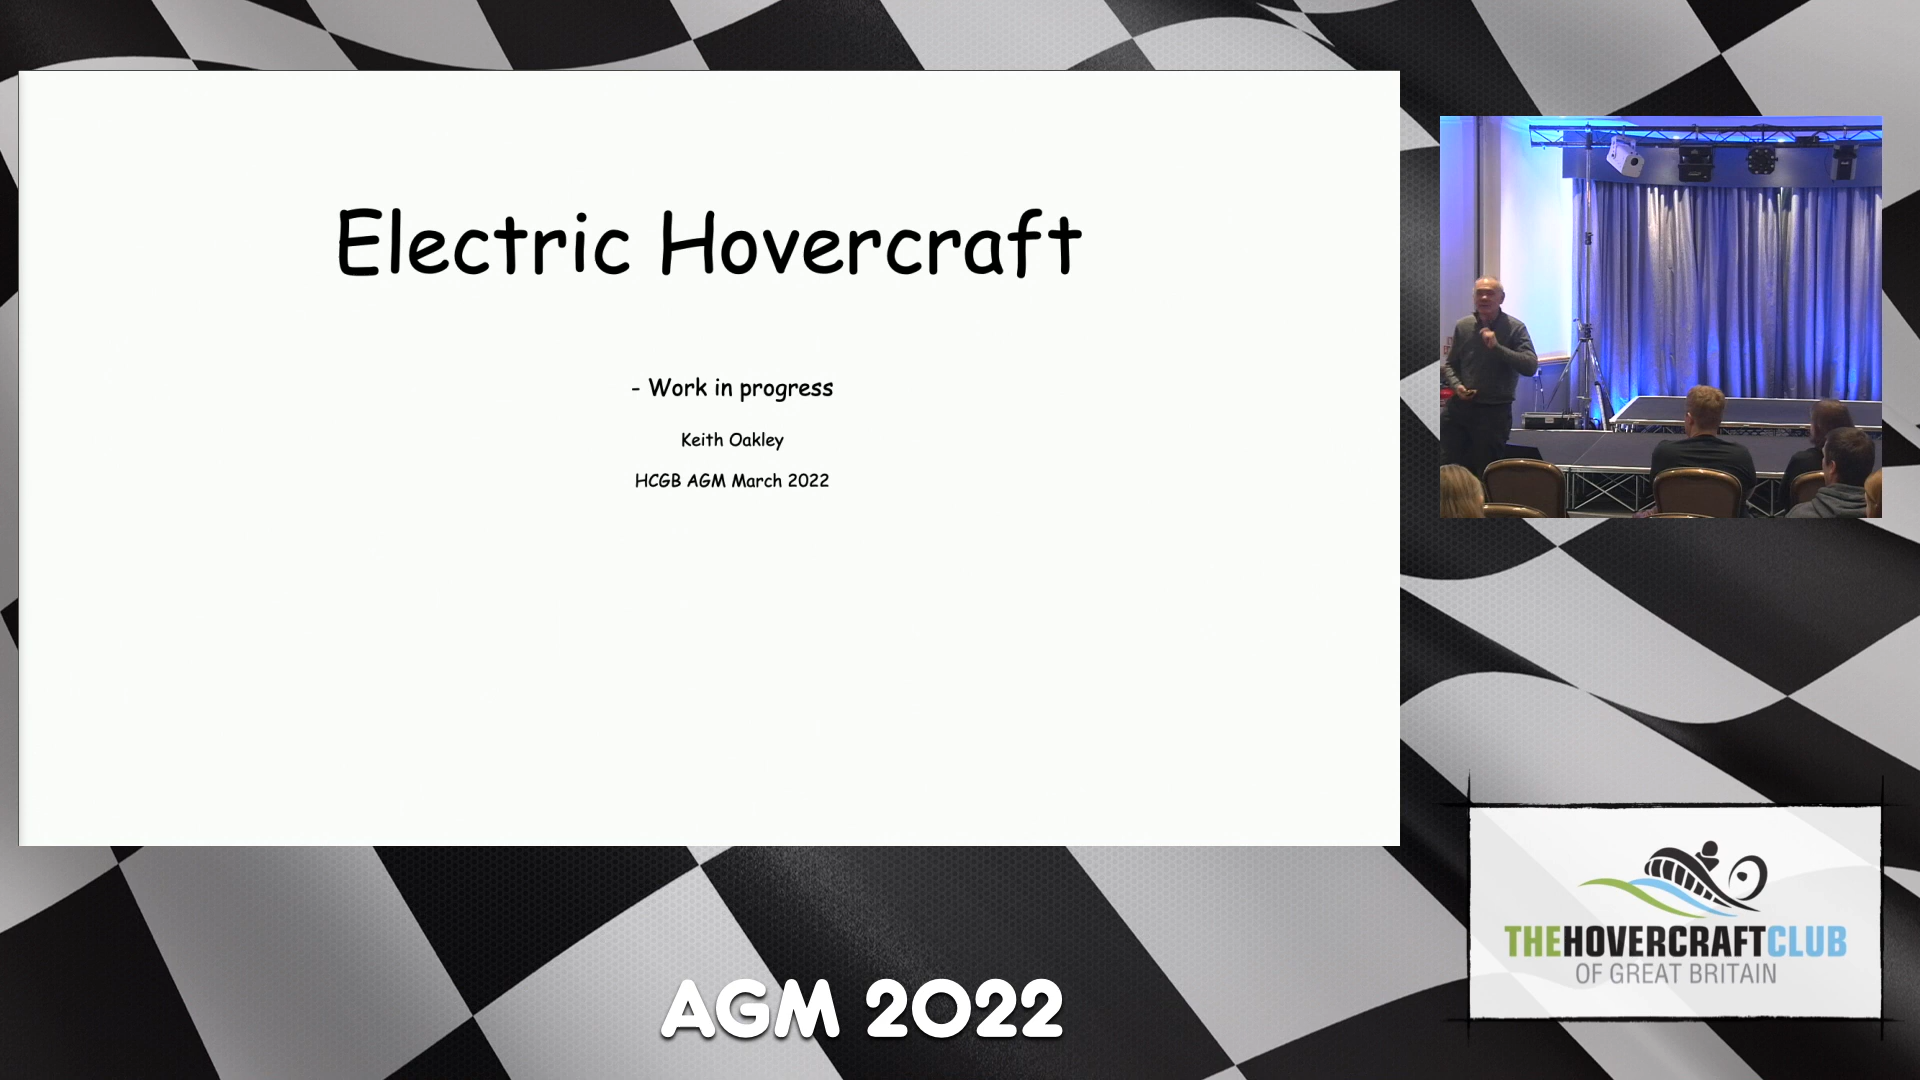 Electric Hovercraft
- Work in progress
Keith Oakley
HCGB AGM March 2022
THEHOVERCRAFTCLUB
OF GREAT BRITAIN
AGM 2022